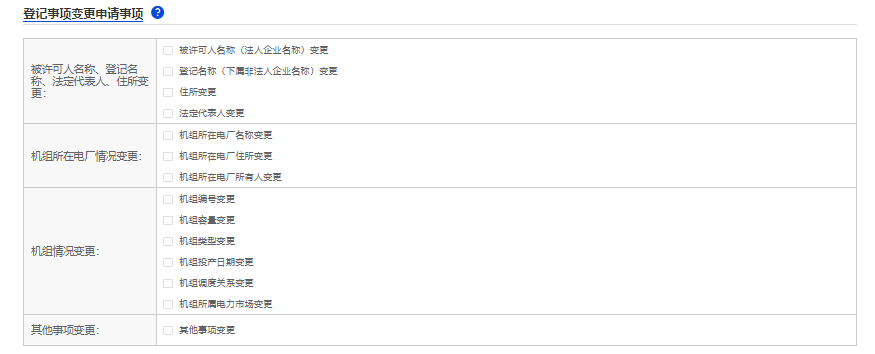 登记事项变更申请事项 ?
被许可人名称、登记名
称、法定代表人、住所变
更：
被许可人名称（法人企业名称）变更
登记名称（下属非法人企业名称）变更
住所变更
法定代表人变更
机组所在电厂情况变更：
机组所在电厂名称变更
机组所在电厂住所变更
机组所在电厂所有人变更
机组情况变更：
机组编号变更
机组容量变更
机组类型变更
机组投产日期变更
机组调度关系变更
机组所属电力市场变更
其他事项变更：
其他事项变更